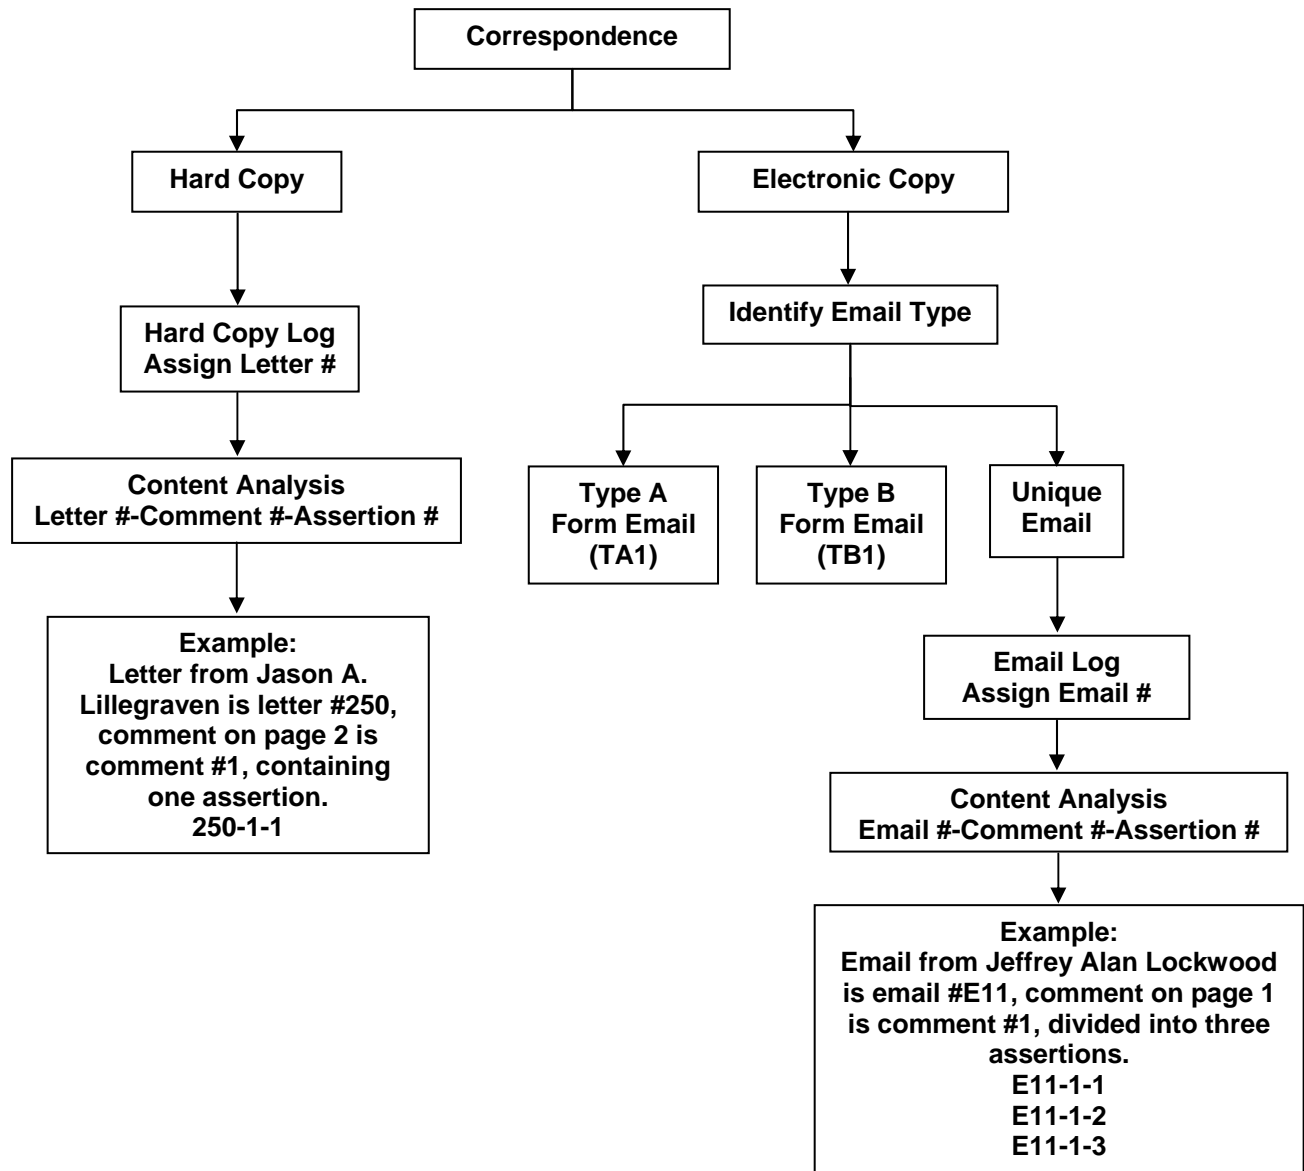 Correspondence
Hard Copy
Electronic Copy
Hard Copy Log
Assign Letter #
Identify Email Type
Content Analysis
Letter #-Comment #-Assertion #
Type A
Form Email
(TA1)
Type B
Form Email
(TB1)
Unique
Email
Example:
Letter from Jason A.
Lillegraven is letter #250,
comment on page 2 is
comment #1, containing
one assertion.
250-1-1
Email Log
Assign Email #
Content Analysis
Email #-Comment #-Assertion #
Example:
Email from Jeffrey Alan Lockwood
is email #E11, comment on page 1
is comment #1, divided into three
assertions.
E11-1-1
E11-1-2
E11-1-3